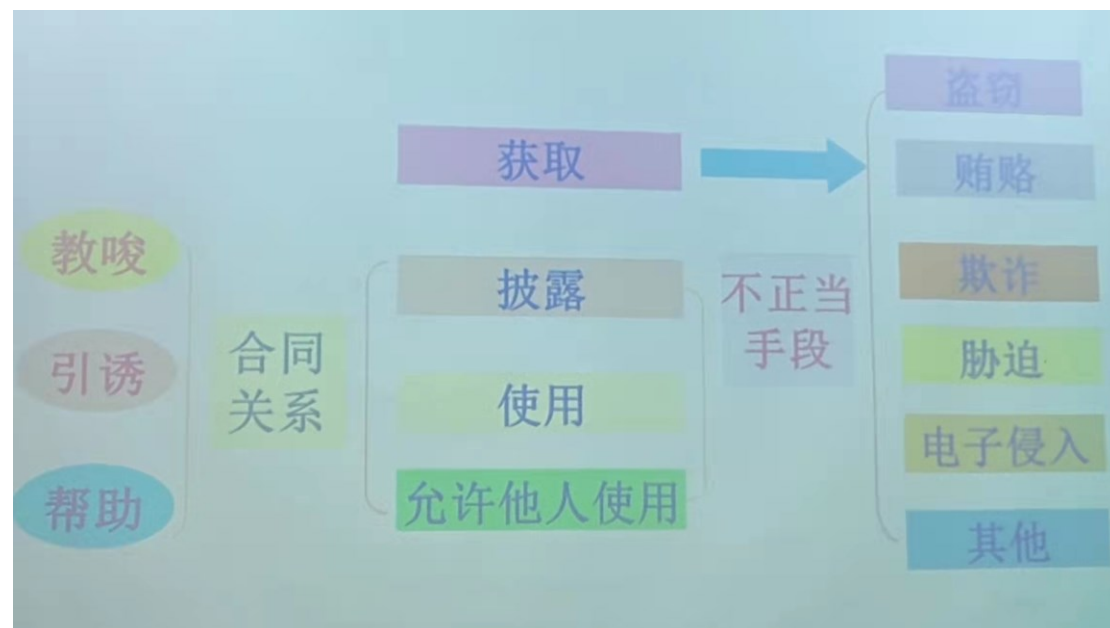 教唆
引诱
帮助
合同
关系
获取
披露
使用
允许他人使用
不正当
手段
盗窃
贿赂
欺诈
胁迫
电子侵入
其他